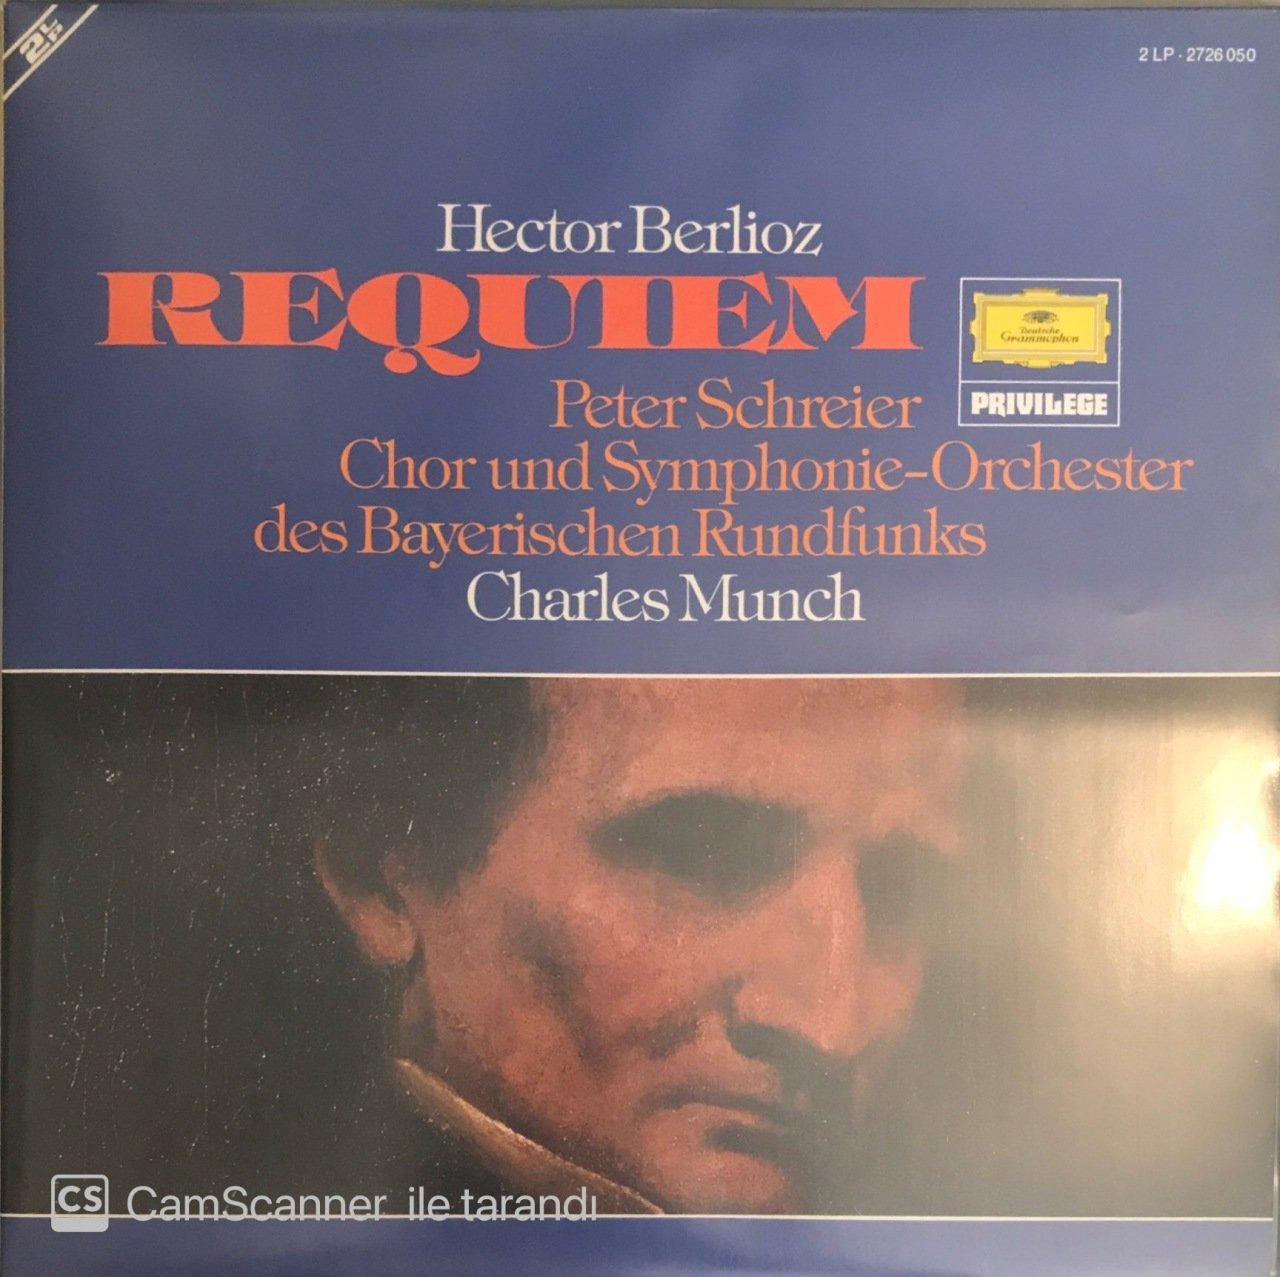 2LP
2 LP · 2726 050
Hector Berlioz
REQUIEM
Deutsche
Grammophon
PRIVILEGE
Peter Schreier
Chor und Symphonie-Orchester
des Bayerischen Rundfunks
Charles Munch
CS CamScanner ile tarandı